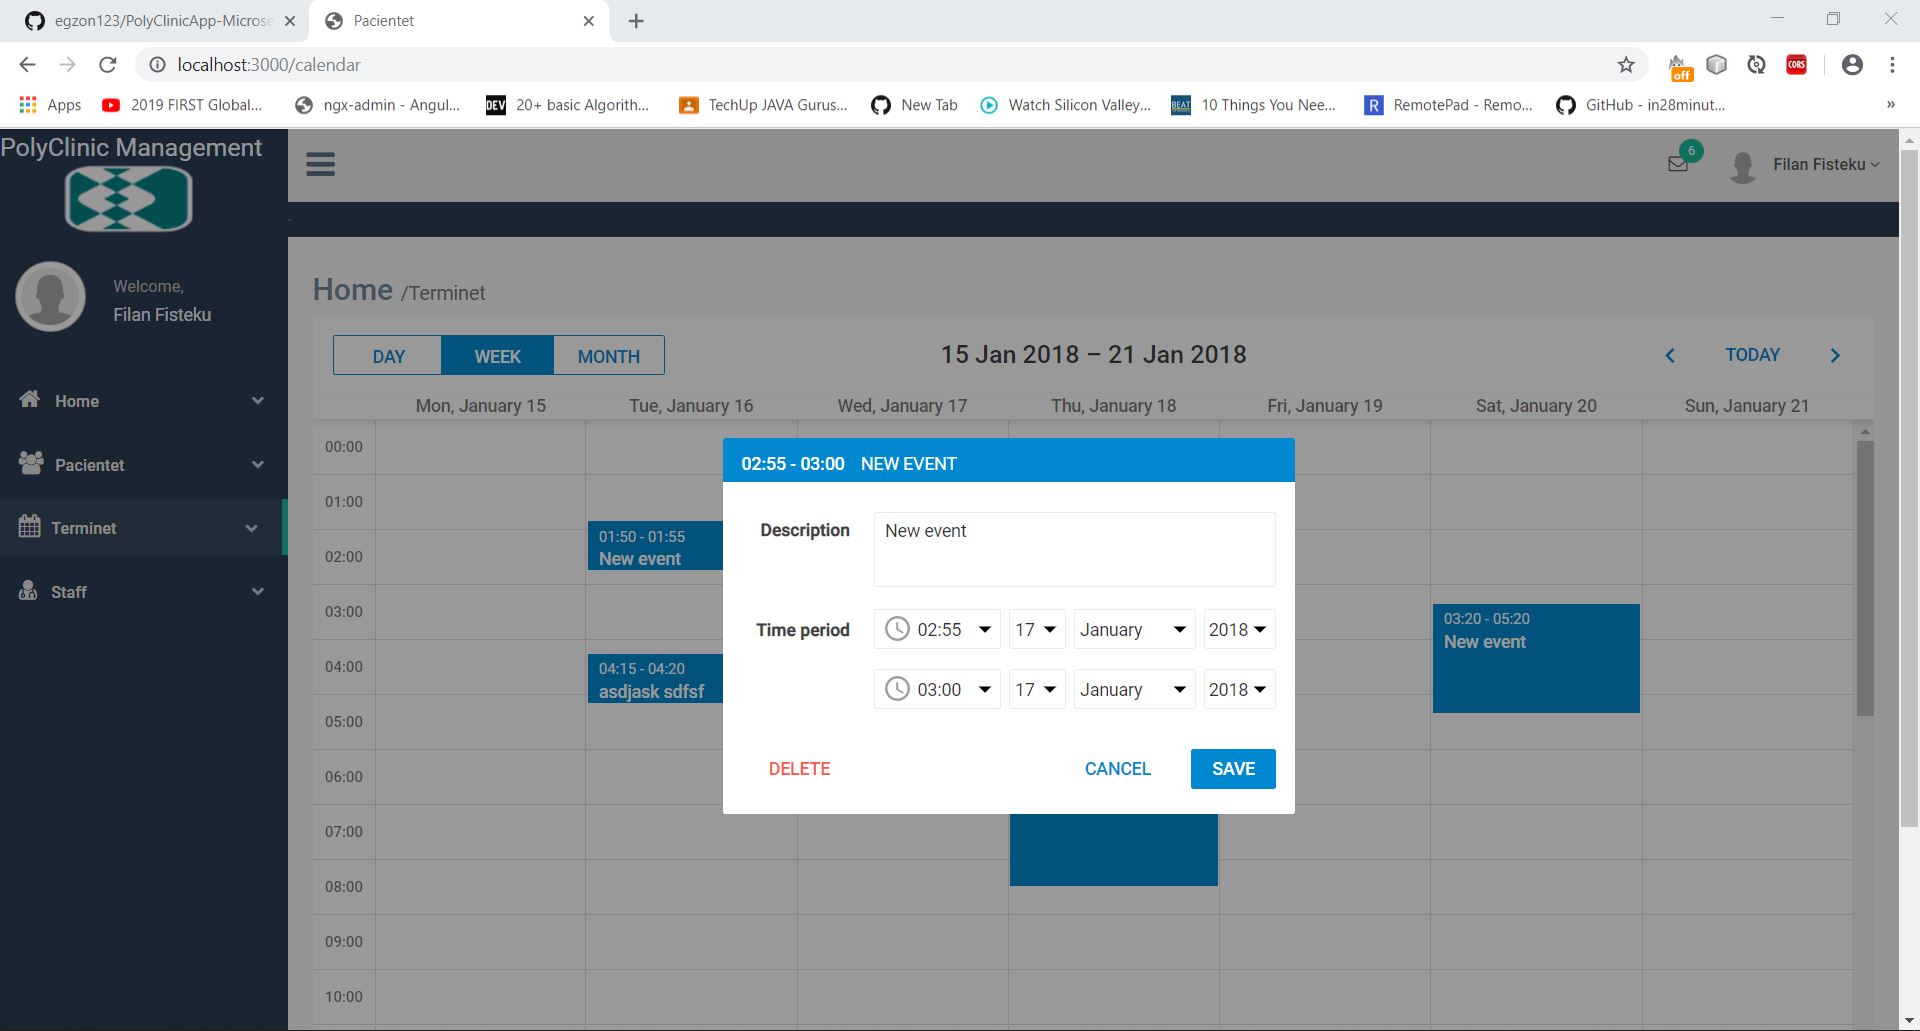 egzon123/PolyClinicApp-Microse
Pacientet
localhost:3000/calendar
off
CORS
Apps
2019 FIRST Global...
ngx-admin - Angul...
DEV
20+ basic Algorith...
TechUp JAVA Gurus...
New Tab
Watch Silicon Valley...
BEAT
10 Things You Nee...
R
RemotePad - Remo...
GitHub - in28minut...
»
PolyClinic Management
6
Filan Fisteku
Welcome,
Filan Fisteku
Home
Pacientet
Terminet
Staff
Home /Terminet
DAY
WEEK
MONTH
15 Jan 2018 – 21 Jan 2018
TODAY
Mon, January 15
Tue, January 16
Wed, January 17
Thu, January 18
Fri, January 19
Sat, January 20
Sun, January 21
00:00
01:00
02:00
03:00
04:00
05:00
06:00
07:00
08:00
09:00
10:00
01:50 - 01:55
New event
04:15 - 04:20
asdjask sdfsf
03:20 - 05:20
New event
02:55 - 03:00 NEW EVENT
Description
New event
Time period
02:55 17 January 2018
03:00 17 January 2018
DELETE
CANCEL
SAVE